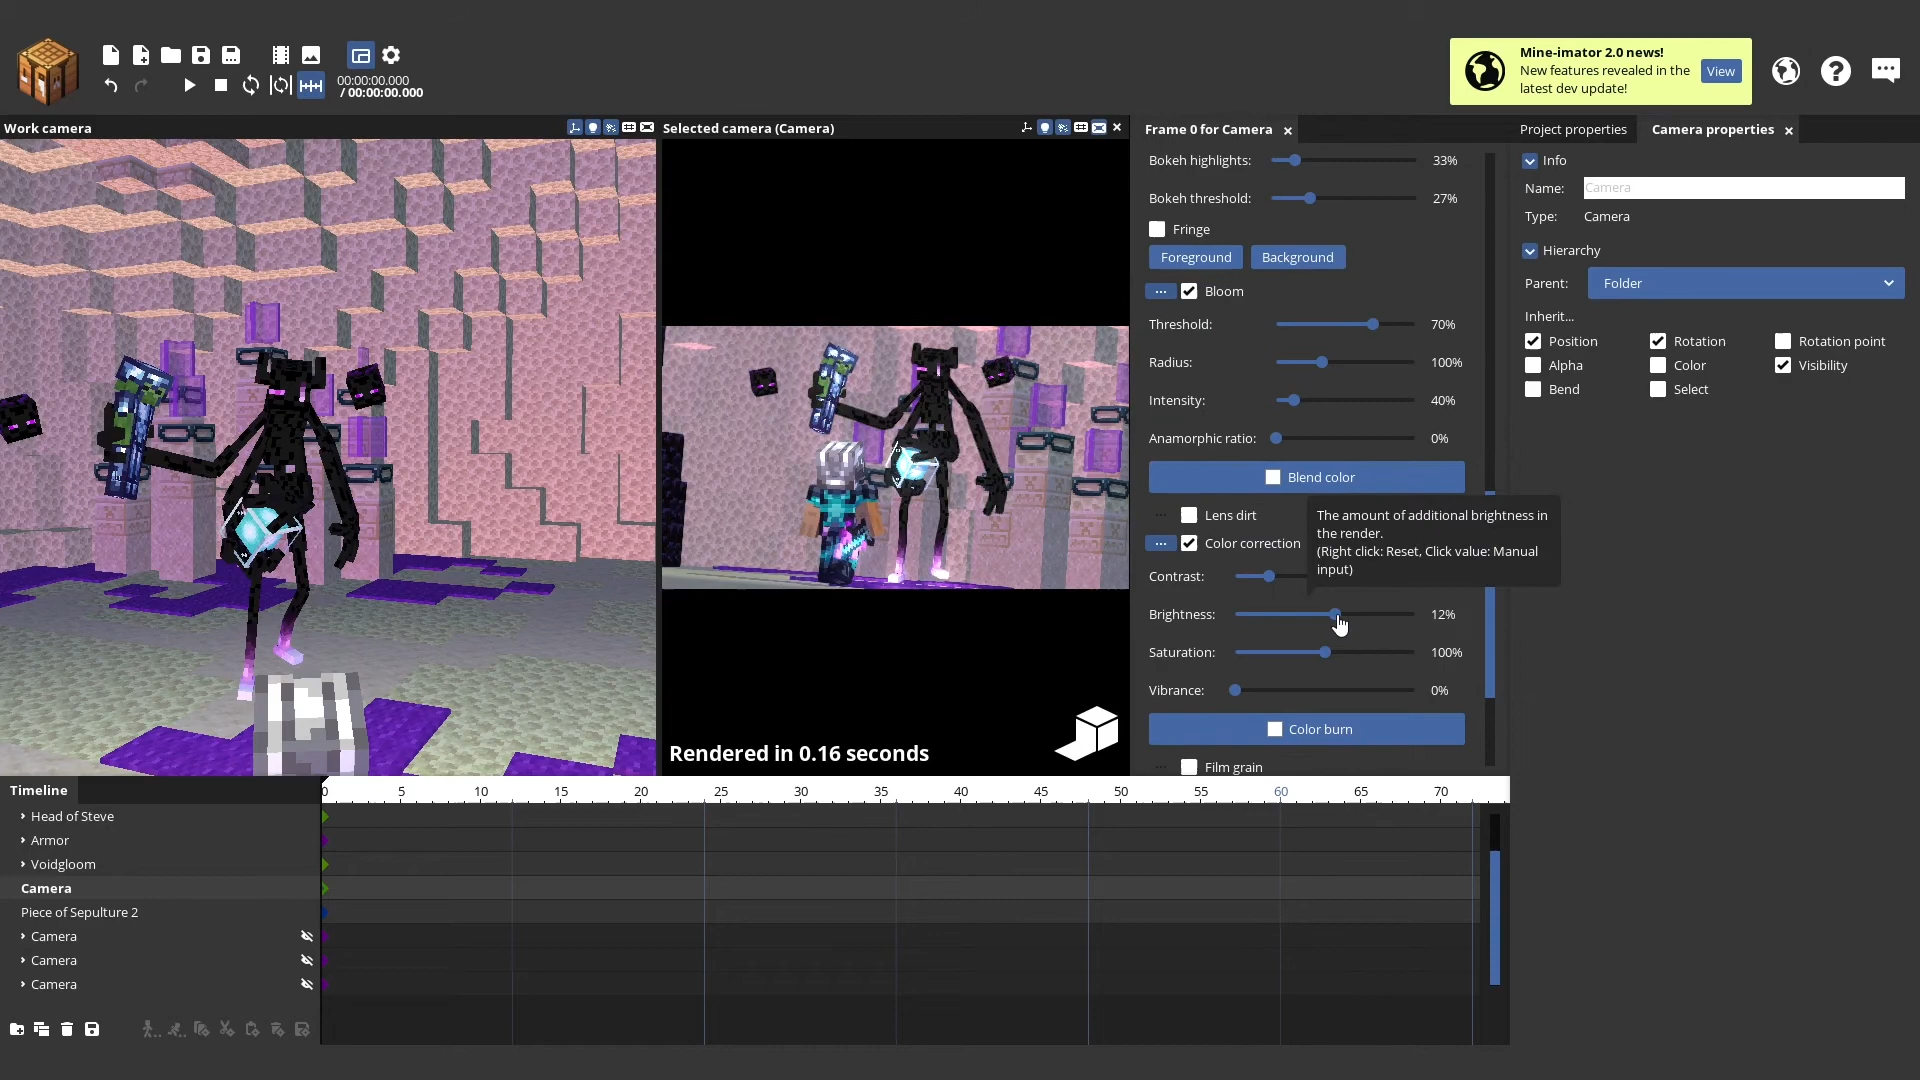 00:00:00.000
/ 00:00:00.000
Mine-imator 2.0 news!
New features revealed in the
latest dev update!
View
Work camera
Selected camera (Camera)
Rendered in 0.16 seconds
Frame 0 for Camera
Bokeh highlights: 33%
Bokeh threshold: 27%
Fringe
Foreground Background
Bloom
Threshold: 70%
Radius: 100%
Intensity: 40%
Anamorphic ratio: 0%
Blend color
Lens dirt
Color correction
The amount of additional brightness in
the render.
(Right click: Reset, Click value: Manual
input)
Contrast:
Brightness: 12%
Saturation: 100%
Vibrance: 0%
Color burn
Film grain
Project properties Camera properties
Info
Name: Camera
Type: Camera
Hierarchy
Parent: Folder
Inherit...
Position Rotation Rotation point
Alpha Color Visibility
Bend Select
Timeline
0 5 10 15 20 25 30 35 40 45 50 55 60 65 70
Head of Steve
Armor
Voidgloom
Camera
Piece of Sepulture 2
Camera
Camera
Camera